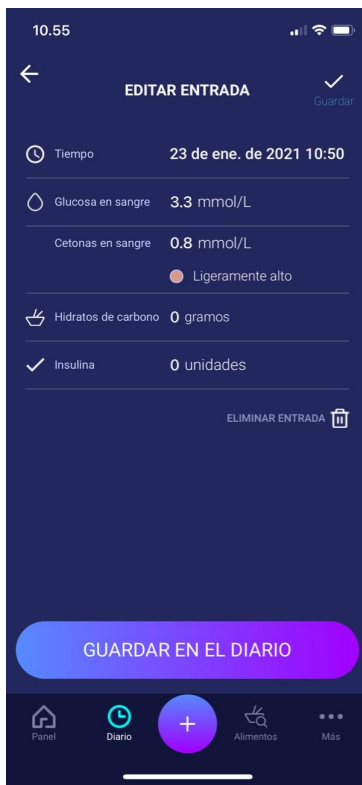 10.55
EDITAR ENTRADA
Guardar
Tiempo 23 de ene. de 2021 10:50
Glucosa en sangre 3.3 mmol/L
Cetonas en sangre 0.8 mmol/L
Ligeramente alto
Hidratos de carbono 0 gramos
Insulina 0 unidades
ELIMINAR ENTRADA
GUARDAR EN EL DIARIO
Panel Diario Alimentos Más